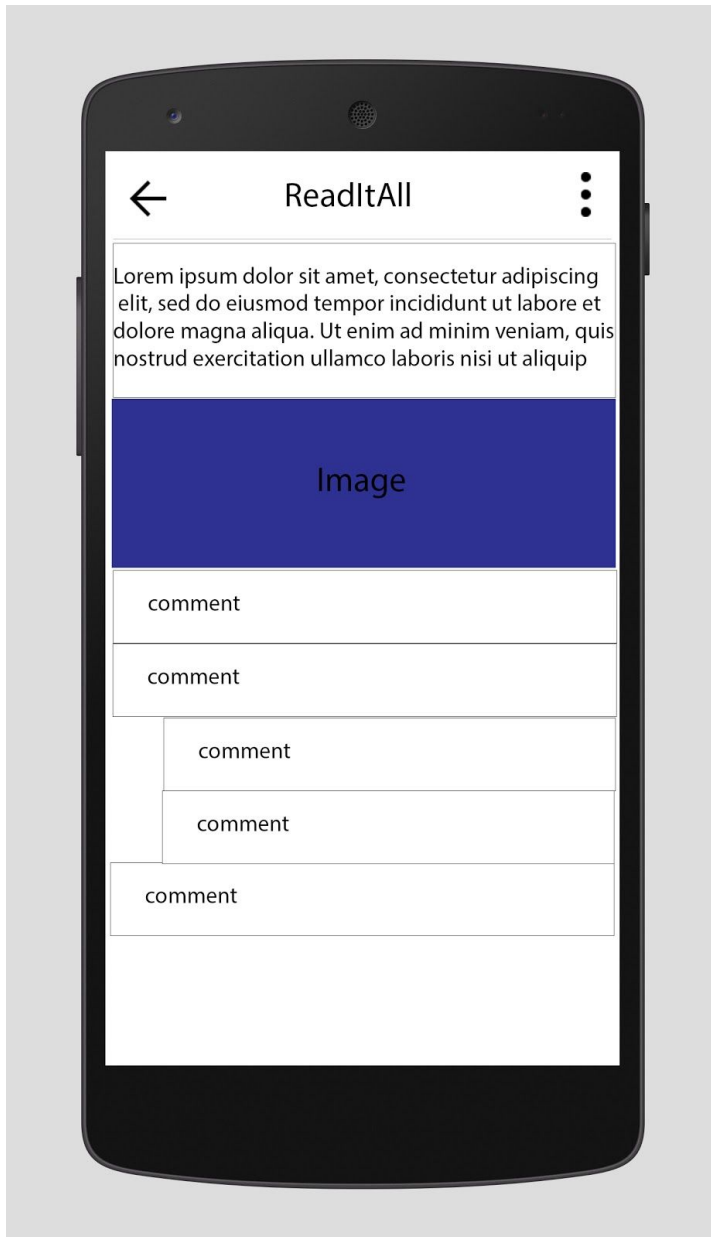 ReadItAll
Lorem ipsum dolor sit amet, consectetur adipiscing
elit, sed do eiusmod tempor incididunt ut labore et
dolore magna aliqua. Ut enim ad minim veniam, quis
nostrud exercitation ullamco laboris nisi ut aliquip
Image
comment
comment
comment
comment
comment